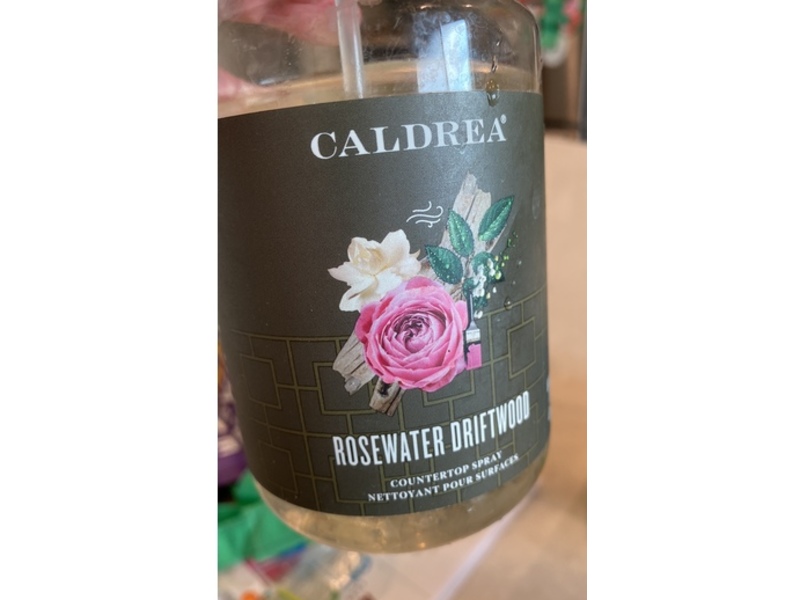 CALDREA®
ROSEWATER DRIFTWOOD
COUNTERTOP SPRAY
NETTOYANT POUR SURFACES